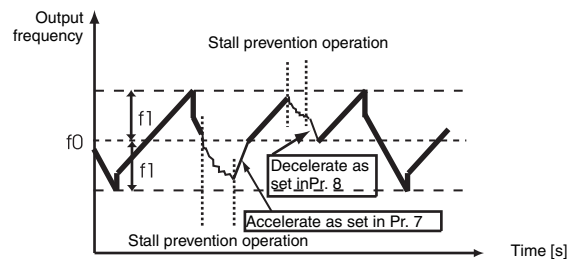 Output
frequency
Stall prevention operation
f1
f0
f1
Decelerate as
set inPr. 8
Accelerate as set in Pr. 7
Stall prevention operation
Time [s]